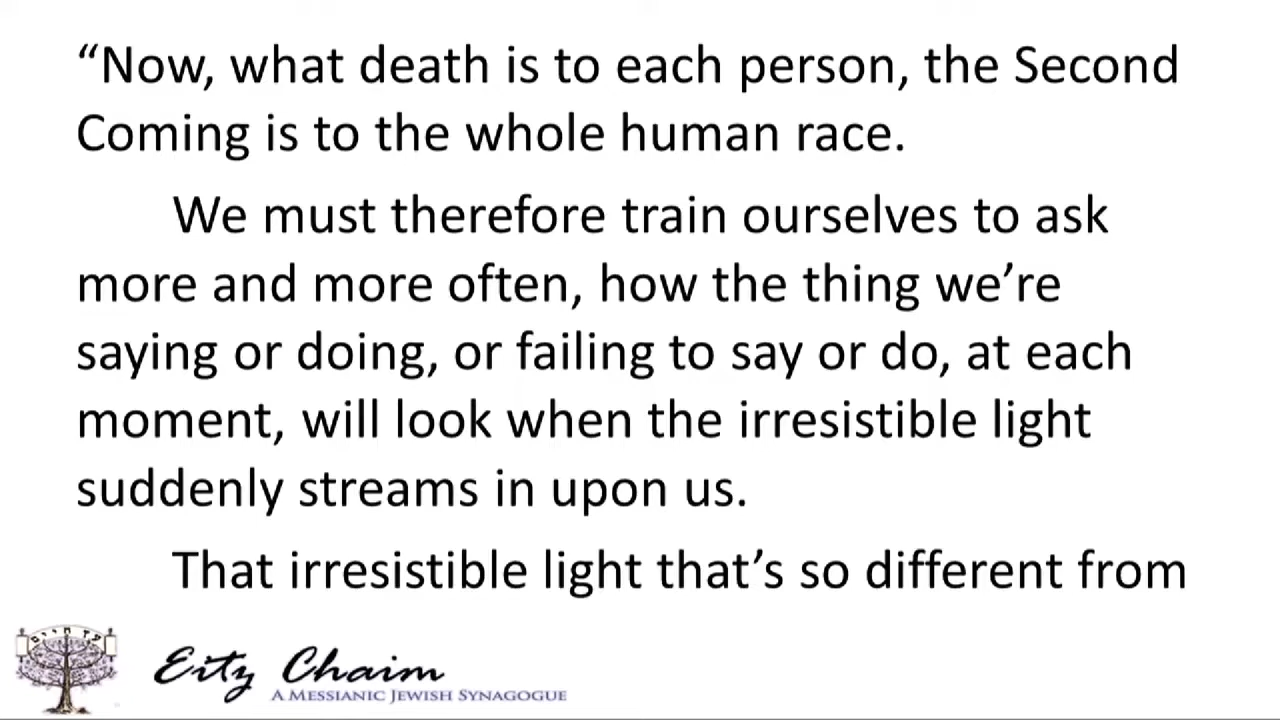 “Now, what death is to each person, the Second
Coming is to the whole human race.
We must therefore train ourselves to ask
more and more often, how the thing we’re
saying or doing, or failing to say or do, at each
moment, will look when the irresistible light
suddenly streams in upon us.
That irresistible light that’s so different from
Eitz Chaim
A MESSIANIC JEWISH SYNAGOGUE